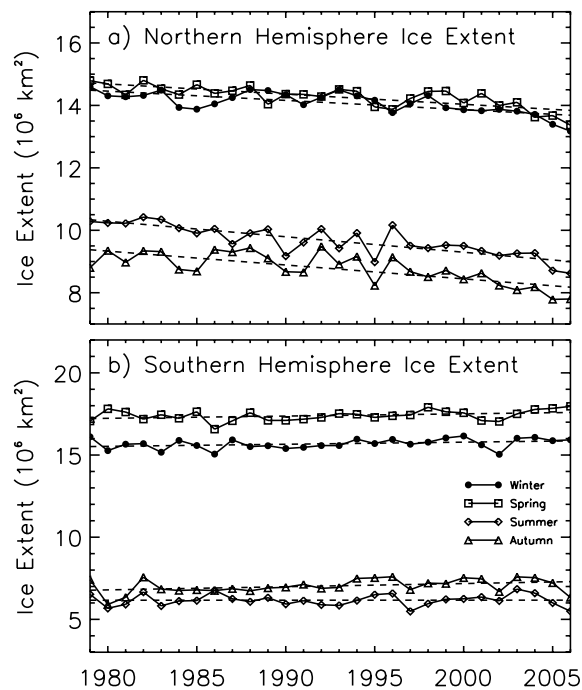 a) Northern Hemisphere Ice Extent
Ice Extent (10⁶ km²)
16
14
12
10
8
b) Southern Hemisphere Ice Extent
Ice Extent (10⁶ km²)
20
15
10
5
Winter
Spring
Summer
Autumn
1980 1985 1990 1995 2000 2005